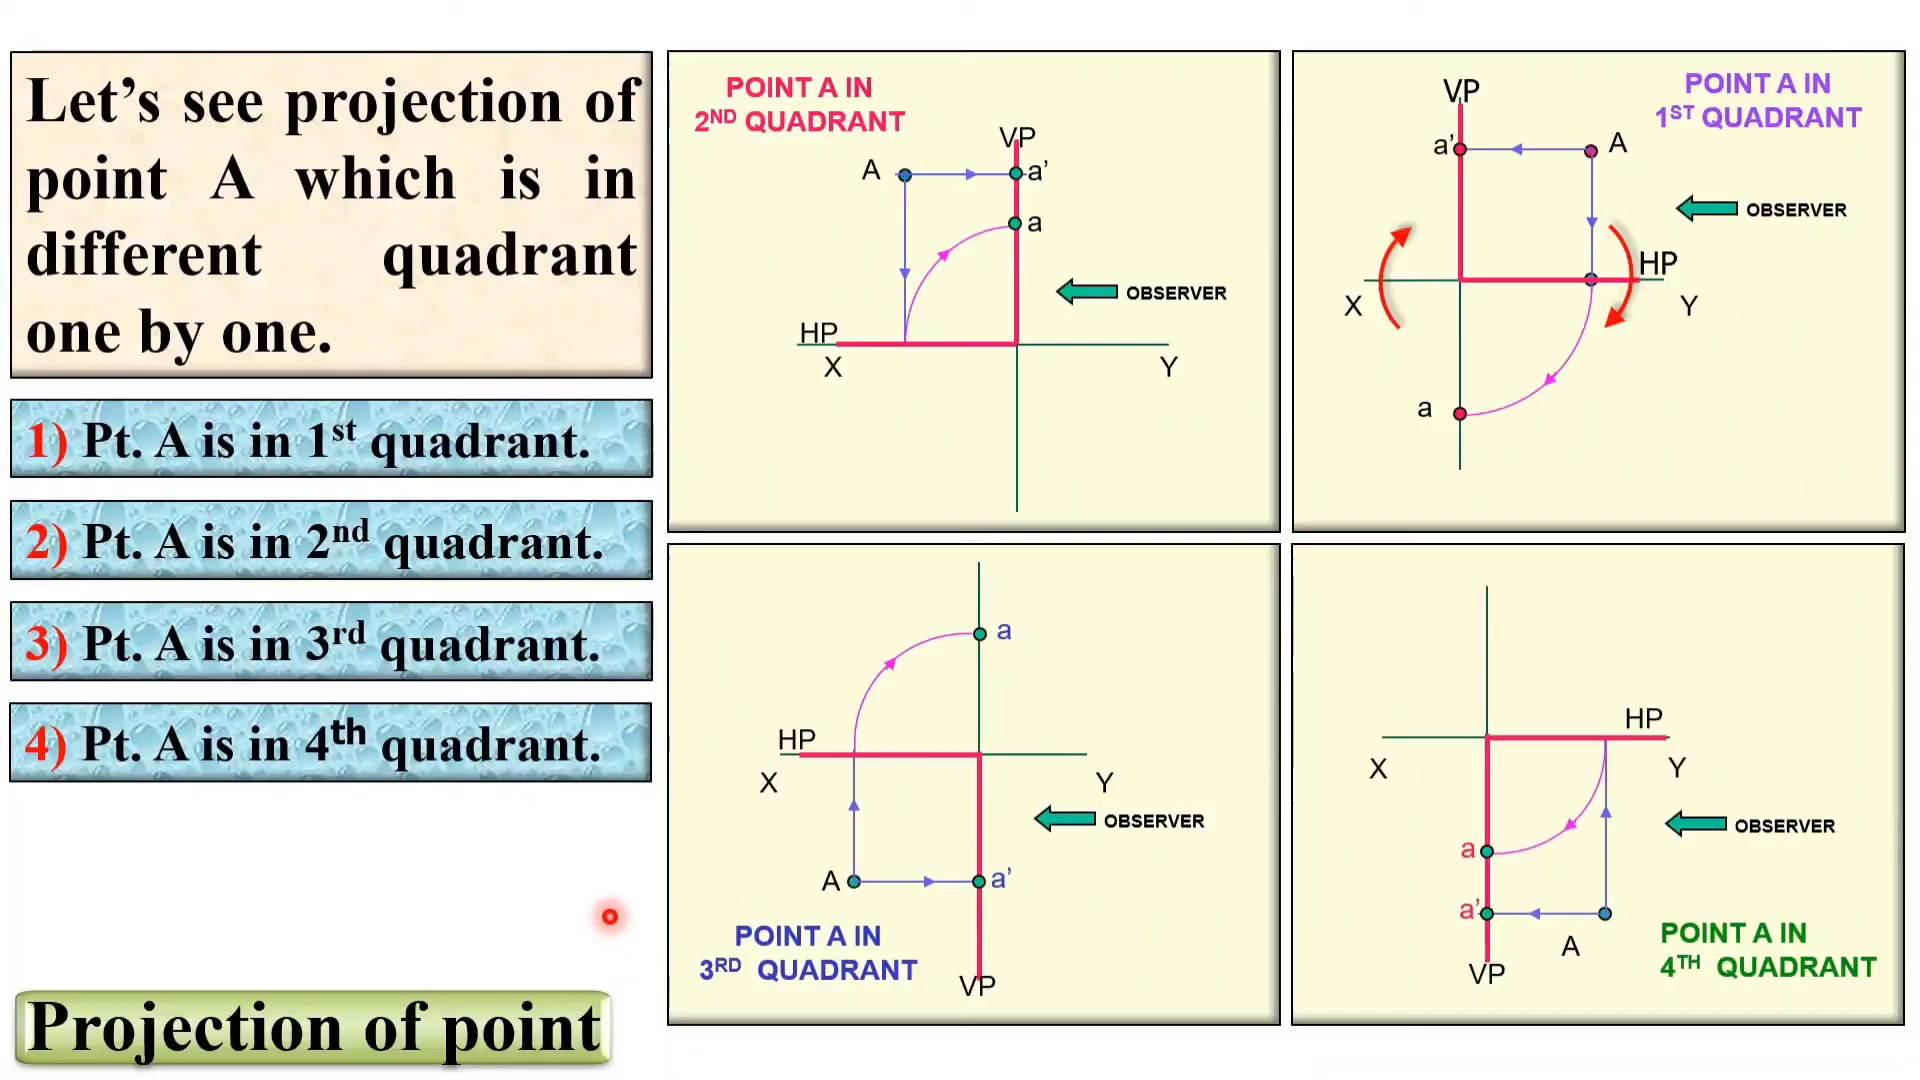 Let’s see projection of
point A which is in
different quadrant
one by one.
1) Pt. A is in 1st quadrant.
2) Pt. A is in 2nd quadrant.
3) Pt. A is in 3rd quadrant.
4) Pt. A is in 4th quadrant.
Projection of point
POINT A IN
2ND QUADRANT
VP
A
a’
a
OBSERVER
HP
X
Y
POINT A IN
1ST QUADRANT
VP
a’
A
OBSERVER
HP
X
Y
a
a
HP
X
Y
OBSERVER
A
a’
POINT A IN
3RD QUADRANT
VP
HP
X
Y
OBSERVER
a
a’
A
POINT A IN
4TH QUADRANT
VP